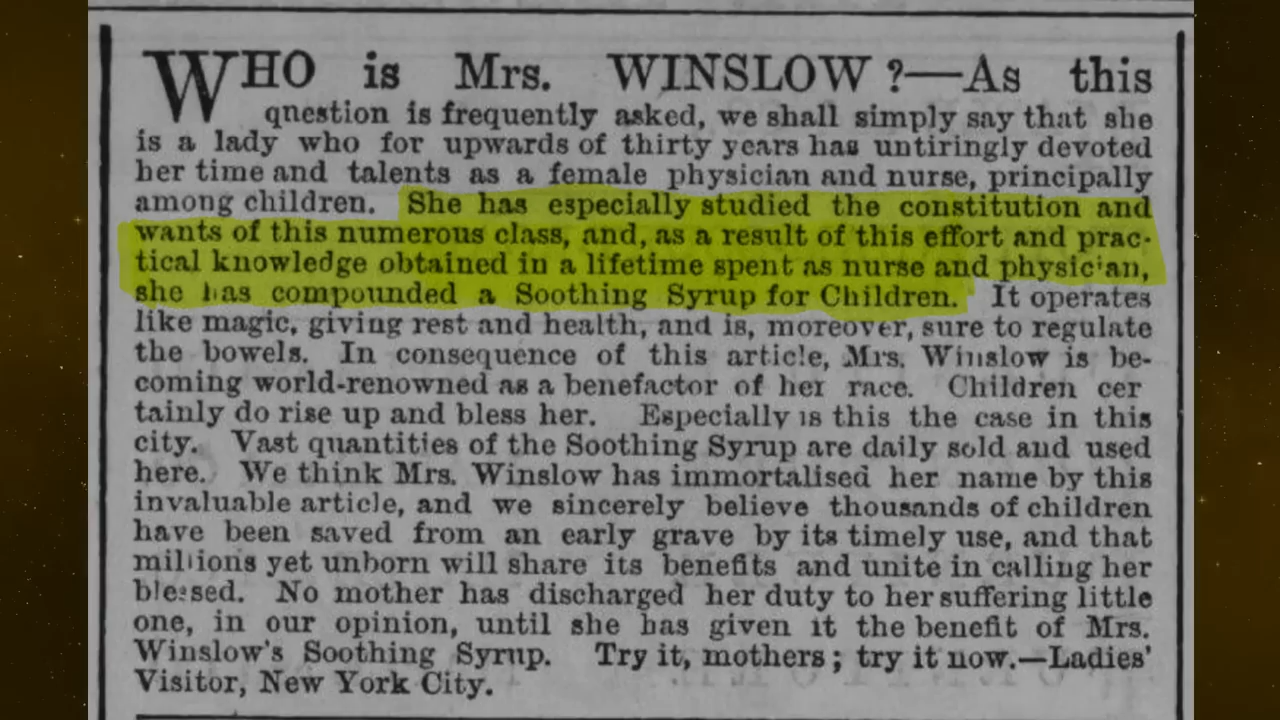 WHO is Mrs. WINSLOW?—As this
question is frequently asked, we shall simply say that she
is a lady who for upwards of thirty years has untiringly devoted
her time and talents as a female physician and nurse, principally
among children. She has especially studied the constitution and
wants of this numerous class, and, as a result of this effort and prac-
tical knowledge obtained in a lifetime spent as nurse and physician,
she has compounded a Soothing Syrup for Children. It operates
like magic, giving rest and health, and is, moreover, sure to regulate
the bowels. In consequence of this article, Mrs. Winslow is be-
coming world-renowned as a benefactor of her race. Children cer
tainly do rise up and bless her. Especially is this the case in this
city. Vast quantities of the Soothing Syrup are daily sold and used
here. We think Mrs. Winslow has immortalised her name by this
invaluable article, and we sincerely believe thousands of children
have been saved from an early grave by its timely use, and that
millions yet unborn will share its benefits and unite in calling her
blessed. No mother has discharged her duty to her suffering little
one, in our opinion, until she has given it the benefit of Mrs.
Winslow's Soothing Syrup. Try it, mothers; try it now.—Ladies'
Visitor, New York City.